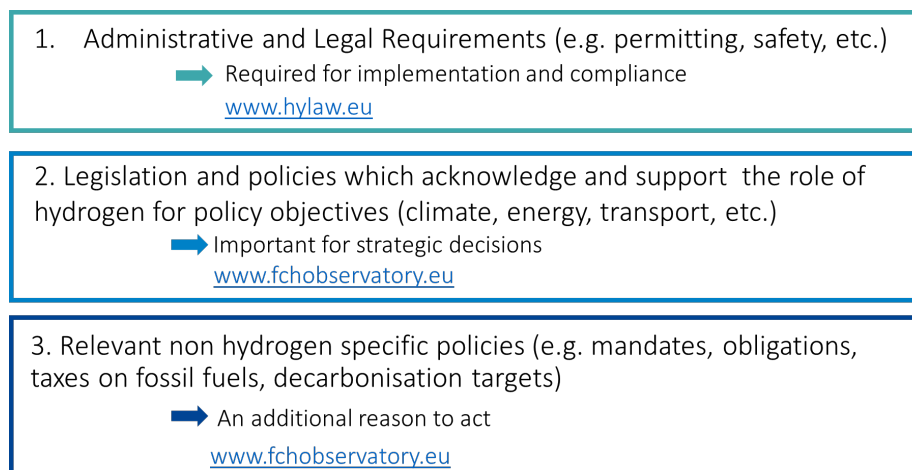 1. Administrative and Legal Requirements (e.g. permitting, safety, etc.)
Required for implementation and compliance
www.hylaw.eu
2. Legislation and policies which acknowledge and support the role of
hydrogen for policy objectives (climate, energy, transport, etc.)
Important for strategic decisions
www.fchobservatory.eu
3. Relevant non hydrogen specific policies (e.g. mandates, obligations,
taxes on fossil fuels, decarbonisation targets)
An additional reason to act
www.fchobservatory.eu